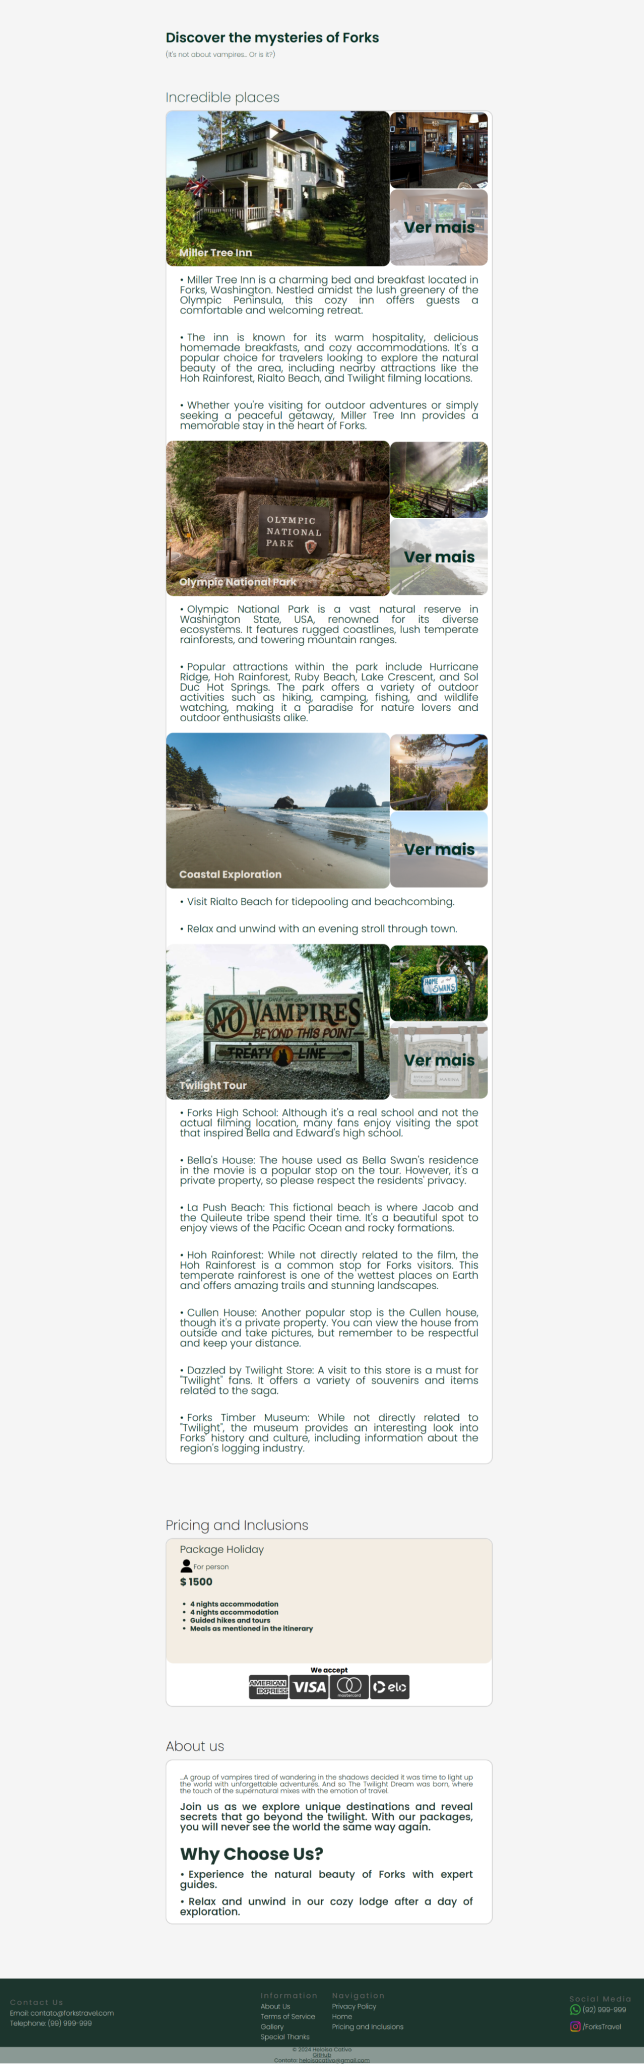 Discover the mysteries of Forks
(It's not about vampires... Or is it?)
Incredible places
Miller Tree Inn
Ver mais
• Miller Tree Inn is a charming bed and breakfast located in
Forks, Washington. Nestled amidst the lush greenery of the
Olympic Peninsula, this cozy inn offers guests a
comfortable and welcoming retreat.
• The inn is known for its warm hospitality, delicious
homemade breakfasts, and cozy accommodations. It's a
popular choice for travelers looking to explore the natural
beauty of the area, including nearby attractions like the
Hoh Rainforest, Rialto Beach, and Twilight filming locations.
• Whether you're visiting for outdoor adventures or simply
seeking a peaceful getaway, Miller Tree Inn provides a
memorable stay in the heart of Forks.
OLYMPIC
NATIONAL
PARK
Olympic National Park
Ver mais
• Olympic National Park is a vast natural reserve in
Washington State, USA, renowned for its diverse
ecosystems. It features rugged coastlines, lush temperate
rainforests, and towering mountain ranges.
• Popular attractions within the park include Hurricane
Ridge, Hoh Rainforest, Ruby Beach, Lake Crescent, and Sol
Duc Hot Springs. The park offers a variety of outdoor
activities such as hiking, camping, fishing, and wildlife
watching, making it a paradise for nature lovers and
outdoor enthusiasts alike.
Coastal Exploration
Ver mais
• Visit Rialto Beach for tidepooling and beachcombing.
• Relax and unwind with an evening stroll through town.
NO VAMPIRES
BEYOND THIS POINT
TREATY LINE
Twilight Tour
HOME
SWANS
Ver mais
• Forks High School: Although it's a real school and not the
actual filming location, many fans enjoy visiting the spot
that inspired Bella and Edward's high school.
• Bella's House: The house used as Bella Swan's residence
in the movie is a popular stop on the tour. However, it's a
private property, so please respect the residents' privacy.
• La Push Beach: This fictional beach is where Jacob and
the Quileute tribe spend their time. It's a beautiful spot to
enjoy views of the Pacific Ocean and rocky formations.
• Hoh Rainforest: While not directly related to the film, the
Hoh Rainforest is a common stop for Forks visitors. This
temperate rainforest is one of the wettest places on Earth
and offers amazing trails and stunning landscapes.
• Cullen House: Another popular stop is the Cullen house,
though it's a private property. You can view the house from
outside and take pictures, but remember to be respectful
and keep your distance.
• Dazzled by Twilight Store: A visit to this store is a must for
"Twilight" fans. It offers a variety of souvenirs and items
related to the saga.
• Forks Timber Museum: While not directly related to
"Twilight", the museum provides an interesting look into
Forks' history and culture, including information about the
region's logging industry.
Pricing and Inclusions
Package Holiday
For person
$ 1500
• 4 nights accommodation
• 4 nights accommodation
• Guided hikes and tours
• Meals as mentioned in the itinerary
We accept
AMERICAN EXPRESS VISA mastercard elo
About us
...A group of vampires tired of wandering in the shadows decided it was time to light up
the world with unforgettable adventures. And so The Twilight Dream was born, where
the touch of the supernatural mixes with the emotion of travel.
Join us as we explore unique destinations and reveal
secrets that go beyond the twilight. With our packages,
you will never see the world the same way again.
Why Choose Us?
• Experience the natural beauty of Forks with expert
guides.
• Relax and unwind in our cozy lodge after a day of
exploration.
Contact Us
Email: contato@forkstravel.com
Telephone: (99) 999-999
Information
About Us
Terms of Service
Gallery
Special Thanks
Navigation
Privacy Policy
Home
Pricing and Inclusions
Social Media
(92) 999-999
/ForksTravel
© 2024 Heloísa Cativo
GitHub
Contato: heloisacativo@gmail.com